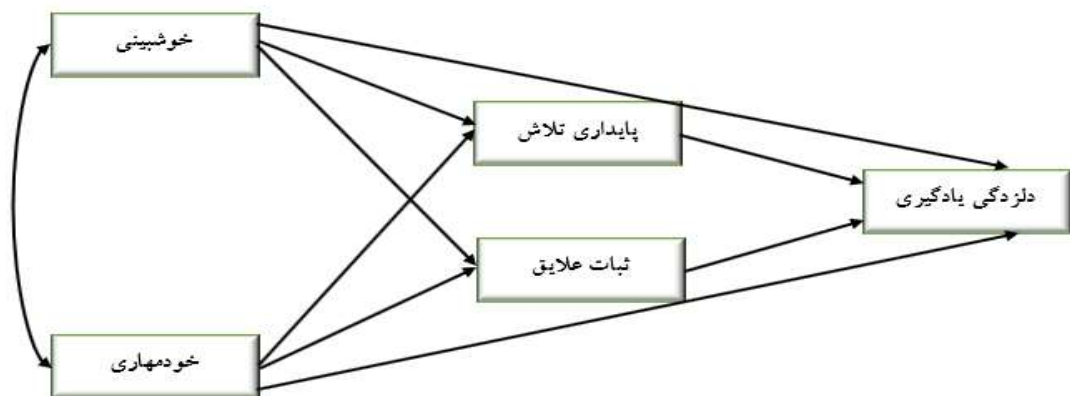 خوشبینی
پایداری تلاش
دلزدگی یادگیری
ثبات علایق
خودمهاری